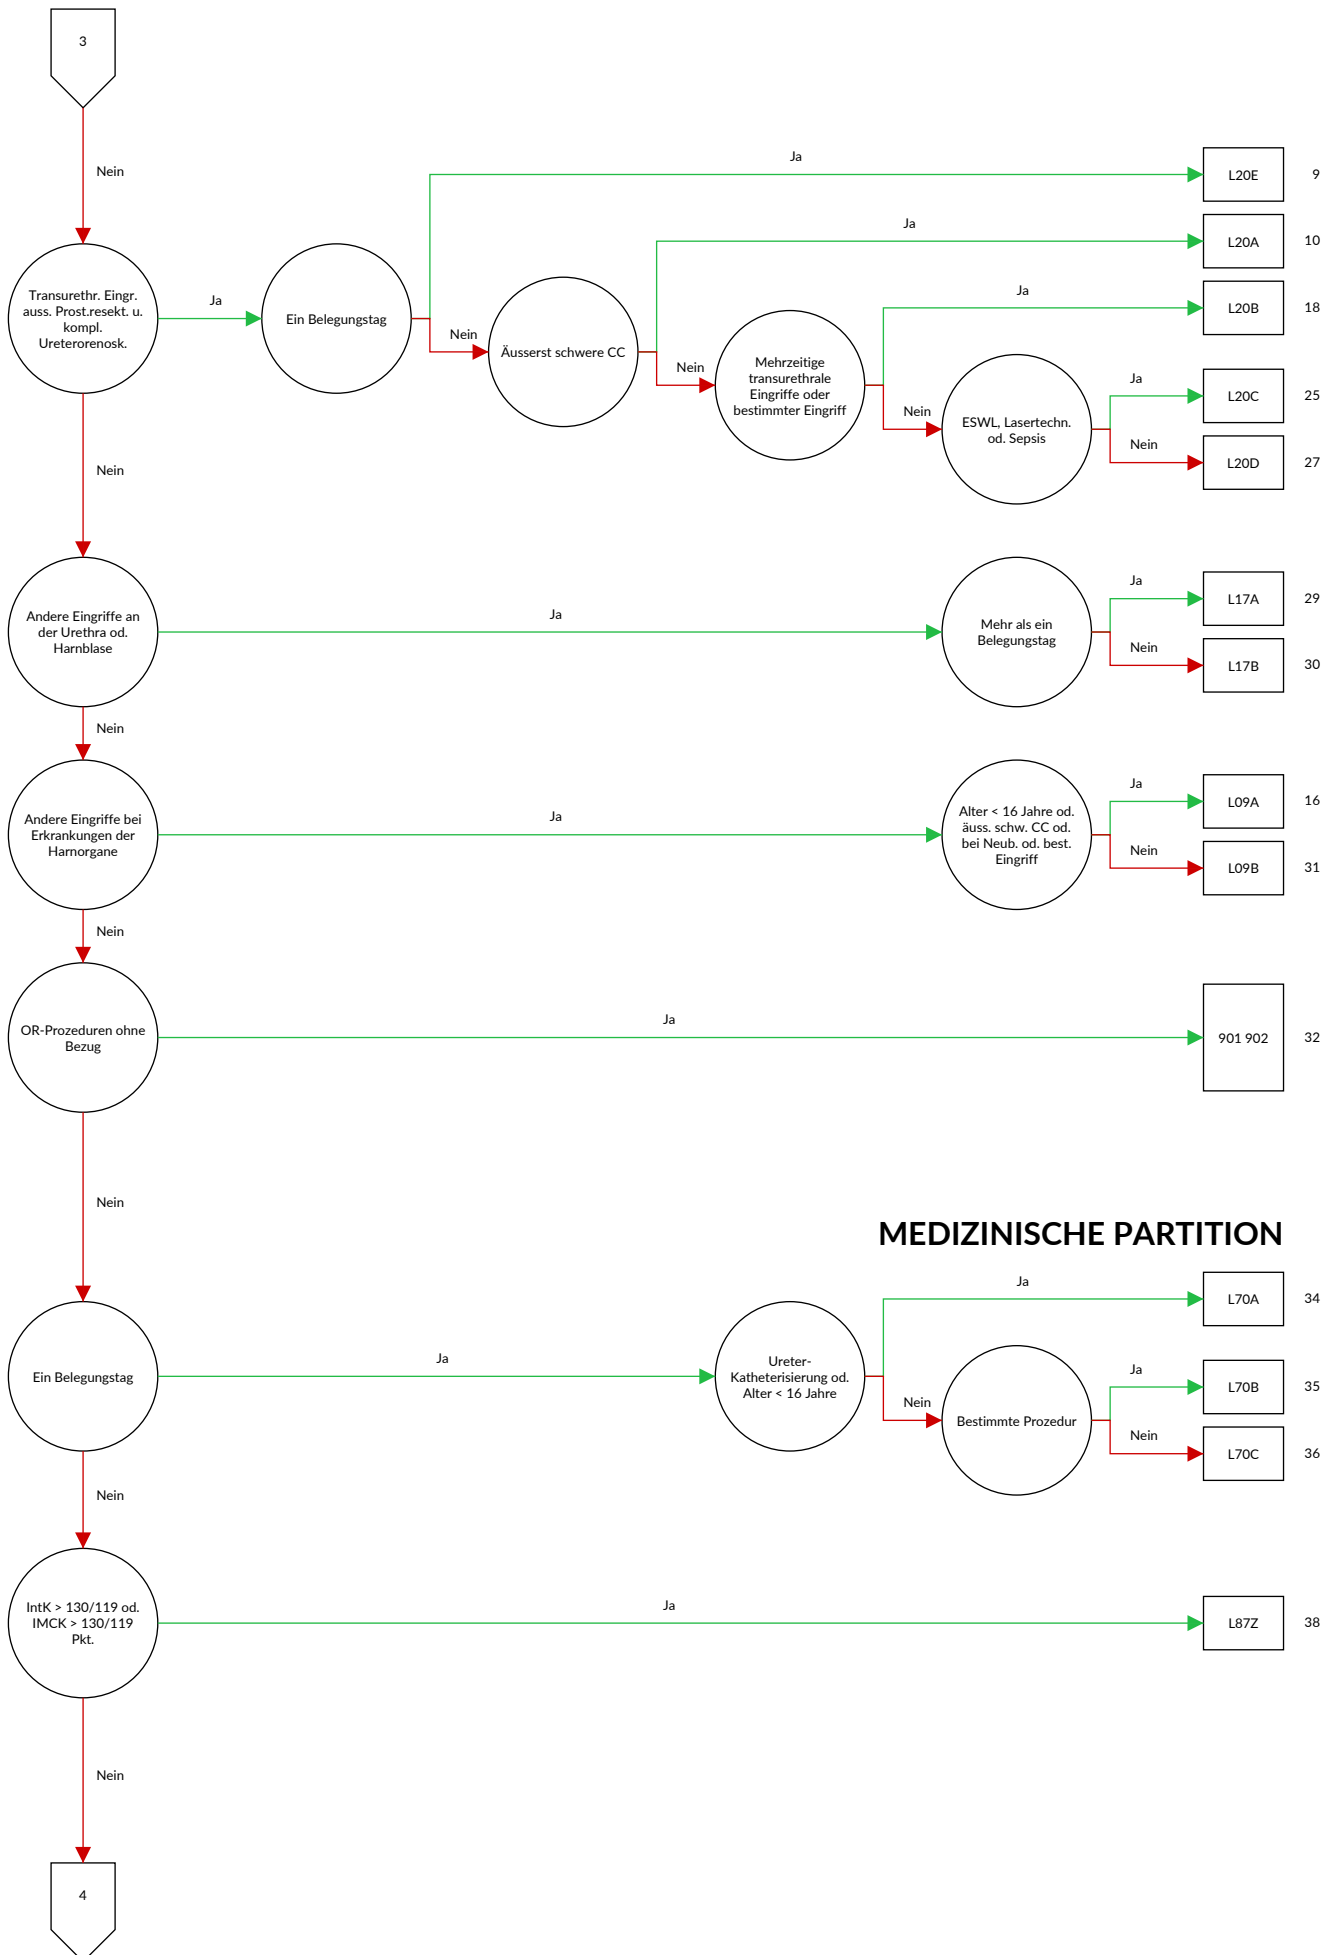 3
Nein
Ja
L20E
9
Ja
L20A
10
Transurethr. Eingr.
auss. Prost.resekt. u.
kompl.
Ureterorenosk.
Ja
Ein Belegungstag
Nein
Äusserst schwere CC
Nein
Mehrzeitige
transurethrale
Eingriffe oder
bestimmter Eingriff
Ja
L20B
18
Nein
ESWL, Lasertechn.
od. Sepsis
Ja
L20C
25
Nein
L20D
27
Nein
Andere Eingriffe an
der Urethra od.
Harnblase
Ja
Mehr als ein
Belegungstag
Ja
L17A
29
Nein
L17B
30
Nein
Andere Eingriffe bei
Erkrankungen der
Harnorgane
Ja
Alter < 16 Jahre od.
äuss. schw. CC od.
bei Neub. od. best.
Eingriff
Ja
L09A
16
Nein
L09B
31
Nein
OR-Prozeduren ohne
Bezug
Ja
901 902
32
Nein
MEDIZINISCHE PARTITION
Ein Belegungstag
Ja
Ureter-
Katheterisierung od.
Alter < 16 Jahre
Ja
L70A
34
Nein
Bestimmte Prozedur
Ja
L70B
35
Nein
L70C
36
Nein
IntK > 130/119 od.
IMCK > 130/119
Pkt.
Ja
L87Z
38
Nein
4